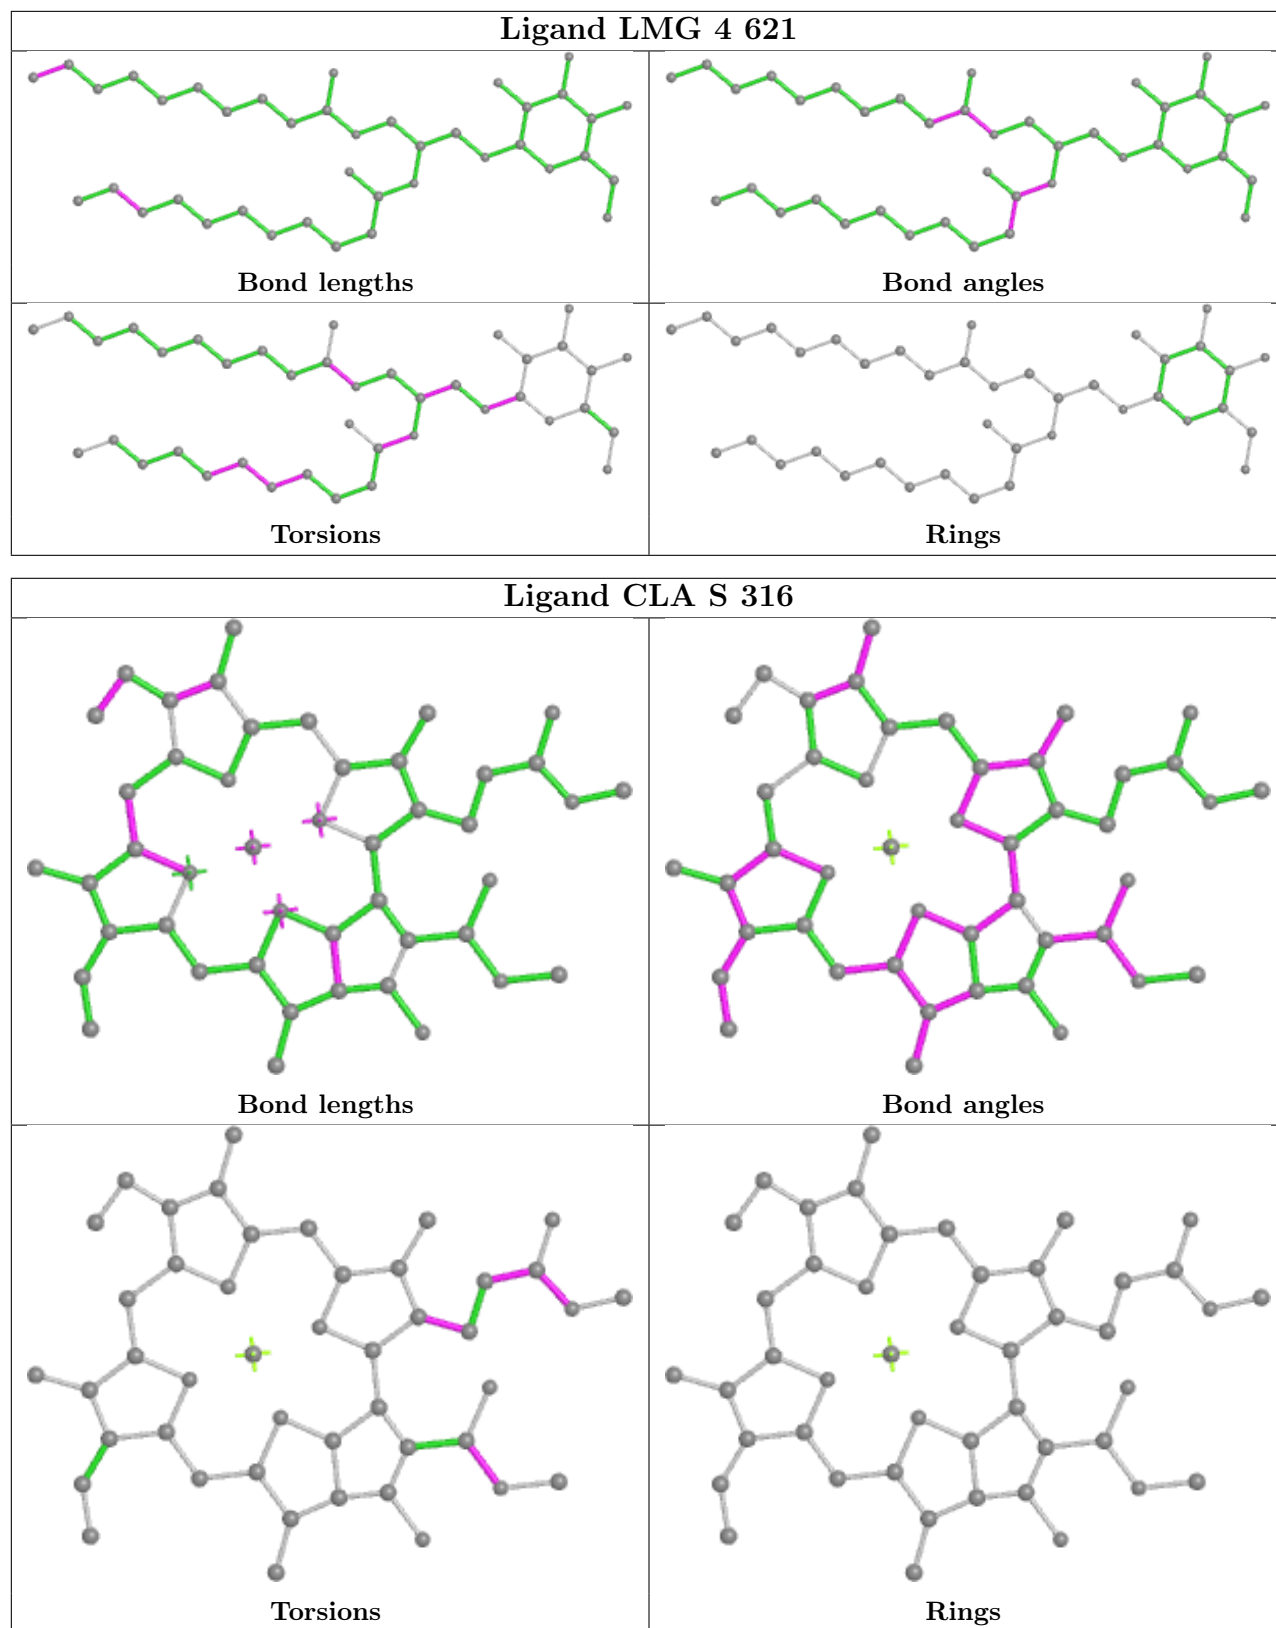 Ligand LMG 4 621
Bond lengths
Bond angles
Torsions
Rings
Ligand CLA S 316
Bond lengths
Bond angles
Torsions
Rings